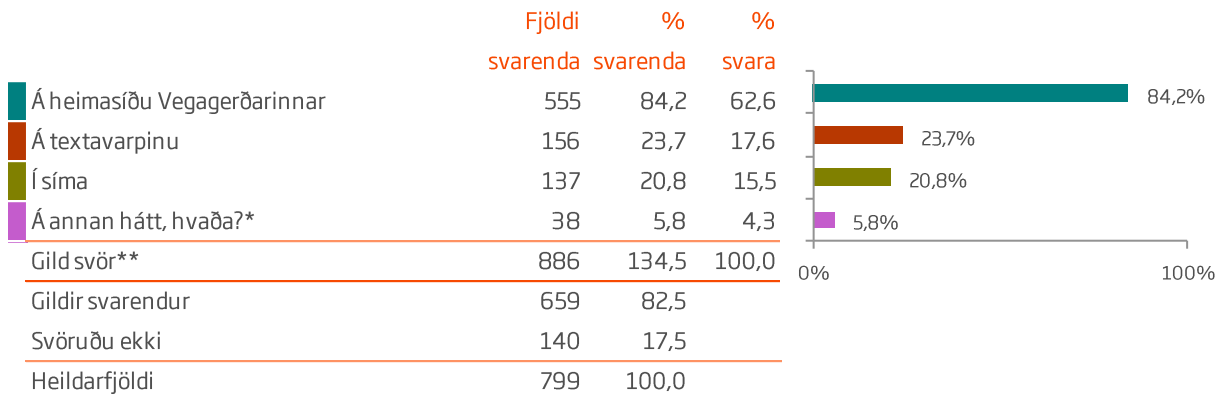 Fjöldi % %
svarenda svarenda svara
Á heimasíðu Vegagerðarinnar 555 84,2 62,6 84,2%
Á textavarpinu 156 23,7 17,6 23,7%
Í síma 137 20,8 15,5 20,8%
Á annan hátt, hvaða?* 38 5,8 4,3 5,8%
Gild svör** 886 134,5 100,0 0% 100%
Gildir svarendur 659 82,5
Svöruðu ekki 140 17,5
Heildarfjöldi 799 100,0